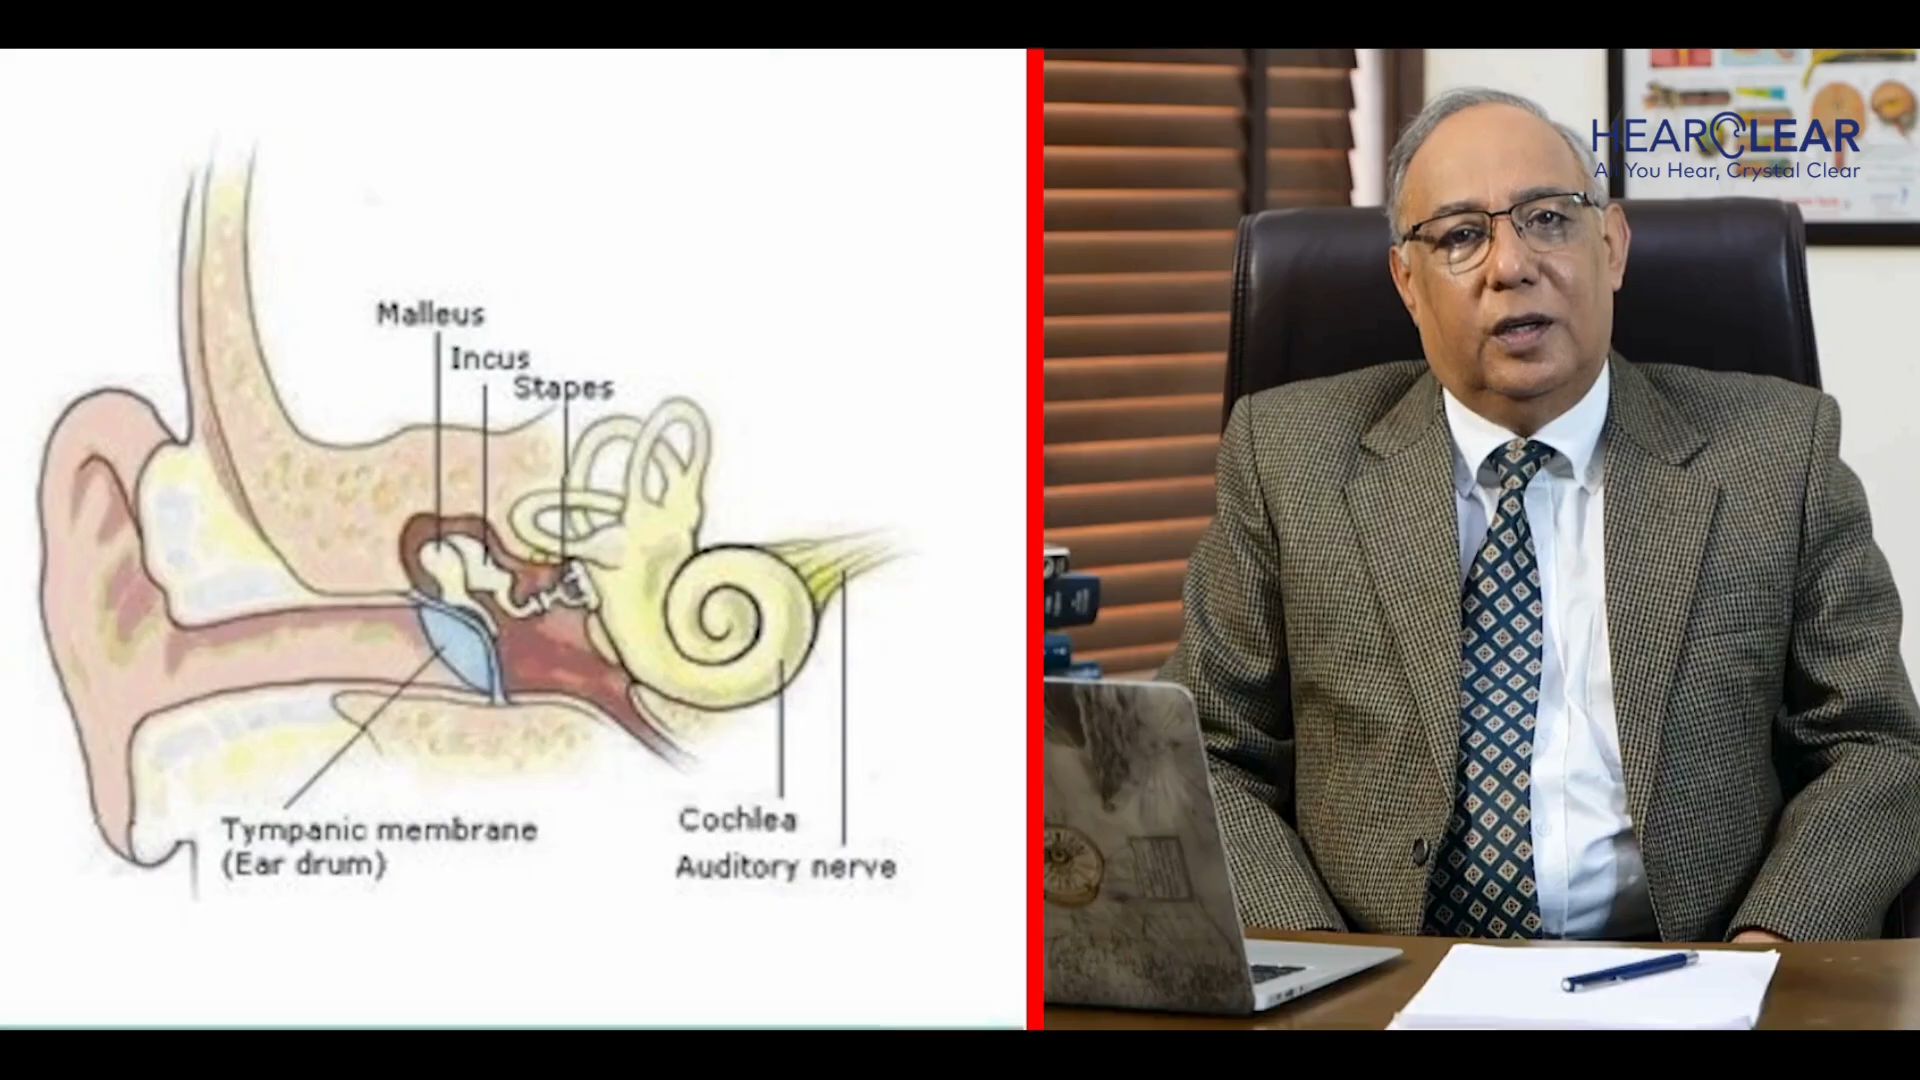 Malleus
Incus
Stapes
Tympanic membrane
(Ear drum)
Cochlea
Auditory nerve
HEARCLEAR
All You Hear, Crystal Clear